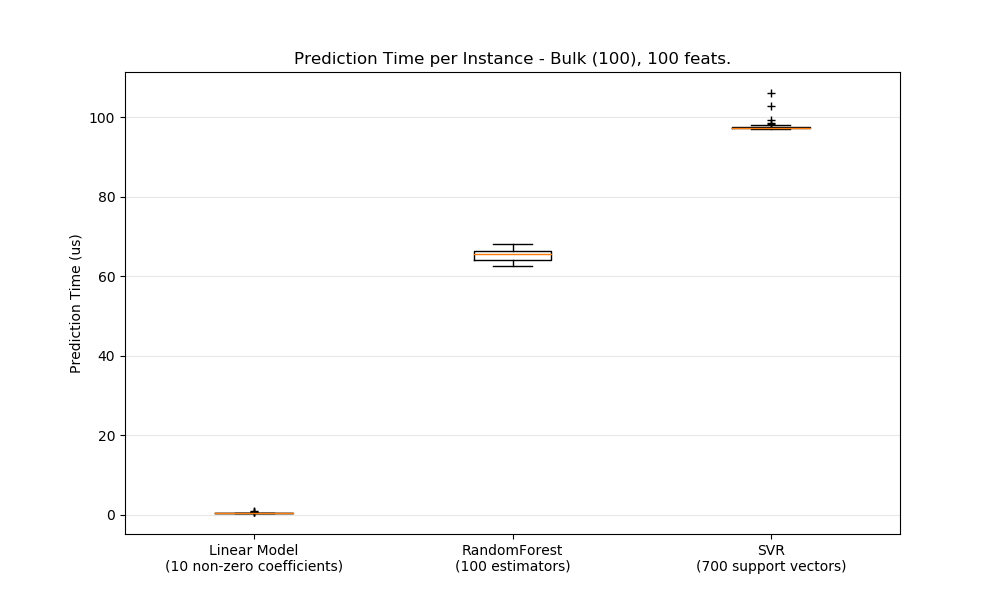 Prediction Time per Instance - Bulk (100), 100 feats.
Prediction Time (us)
100
80
60
40
20
0
Linear Model
(10 non-zero coefficients)
RandomForest
(100 estimators)
SVR
(700 support vectors)